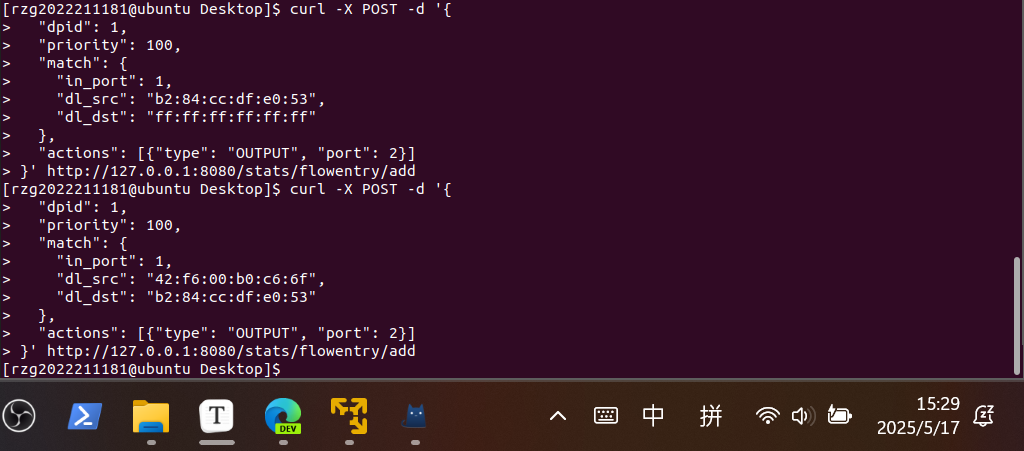 [rzg2022211181@ubuntu Desktop]$ curl -X POST -d '{
>   "dpid": 1,
>   "priority": 100,
>   "match": {
>     "in_port": 1,
>     "dl_src": "b2:84:cc:df:e0:53",
>     "dl_dst": "ff:ff:ff:ff:ff:ff"
>   },
>   "actions": [{"type": "OUTPUT", "port": 2}]
> }' http://127.0.0.1:8080/stats/flowentry/add
[rzg2022211181@ubuntu Desktop]$ curl -X POST -d '{
>   "dpid": 1,
>   "priority": 100,
>   "match": {
>     "in_port": 1,
>     "dl_src": "42:f6:00:b0:c6:6f",
>     "dl_dst": "b2:84:cc:df:e0:53"
>   },
>   "actions": [{"type": "OUTPUT", "port": 2}]
> }' http://127.0.0.1:8080/stats/flowentry/add
[rzg2022211181@ubuntu Desktop]$
T
DEV
中
拼
15:29
2025/5/17